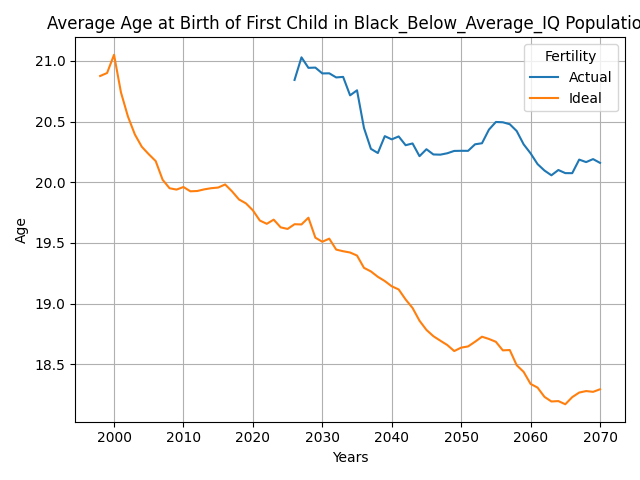 Average Age at Birth of First Child in Black_Below_Average_IQ Populatio
Fertility
Actual
Ideal
21.0
20.5
20.0
19.5
19.0
18.5
Age
2000 2010 2020 2030 2040 2050 2060 2070
Years